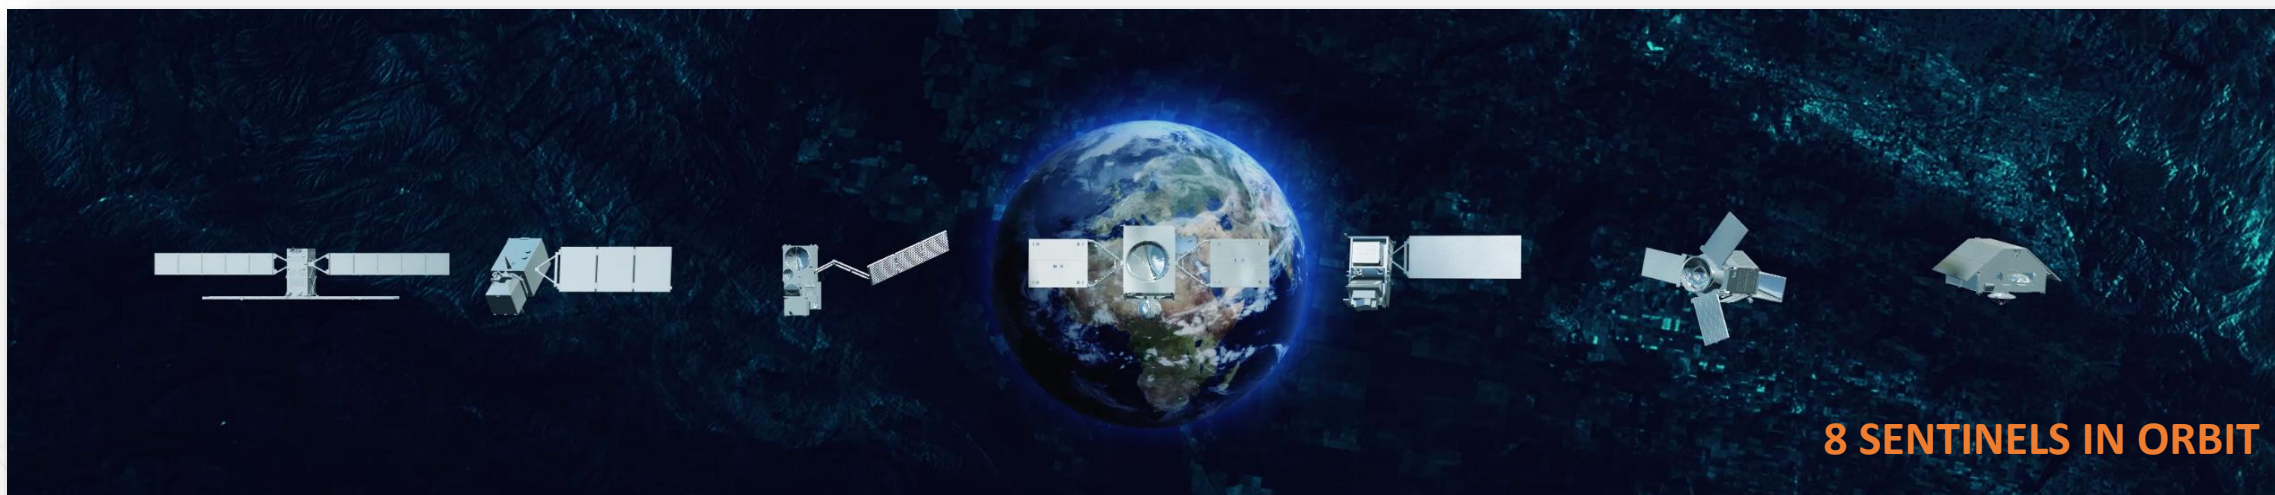 8 SENTINELS IN ORBIT